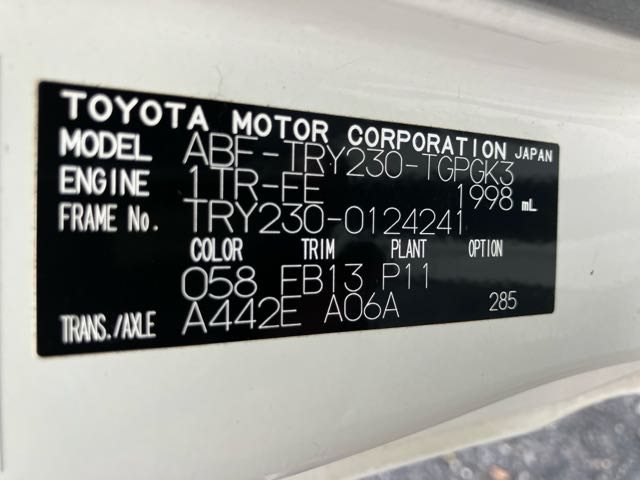 TOYOTA MOTOR CORPORATION JAPAN
MODEL ABF-TRY230-TGPGK3
ENGINE 1TR-FE 1998 mL
FRAME No. TRY230-0124241
COLOR TRIM PLANT OPTION
058 FB13 P11
TRANS./AXLE A442E A06A 285